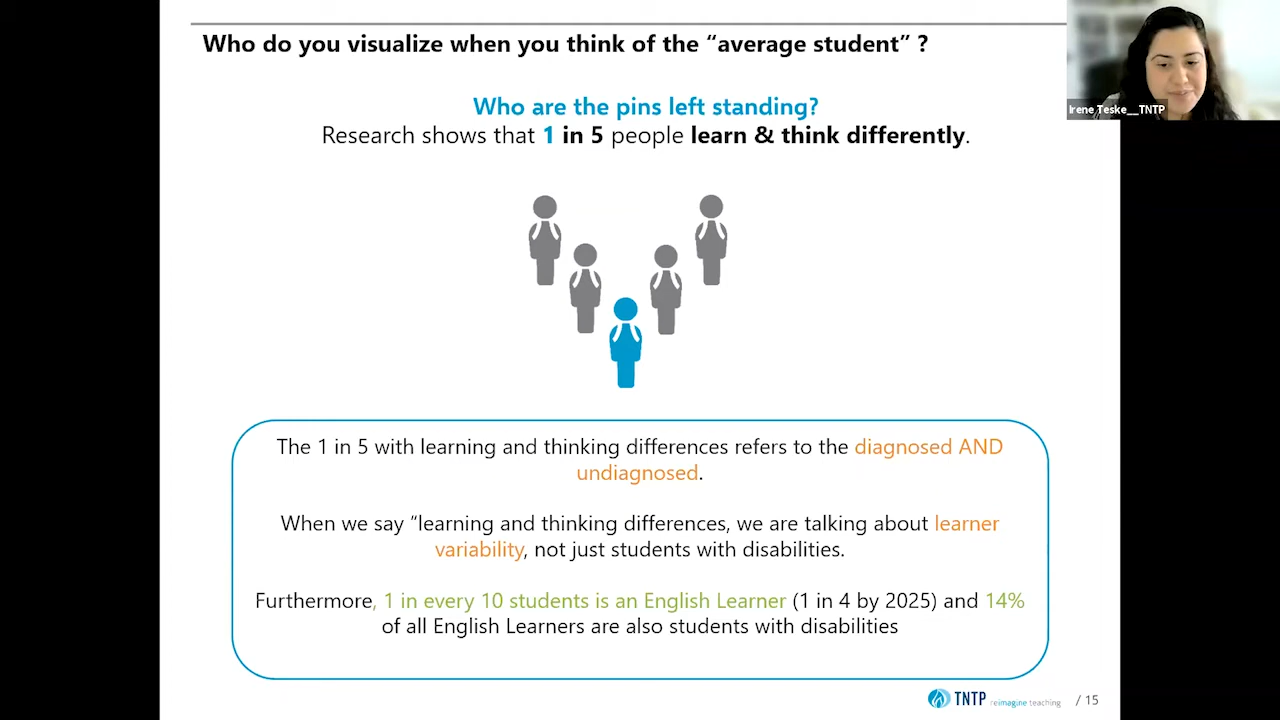 Who do you visualize when you think of the “average student” ?
Irene Teske__TNTP
Who are the pins left standing?
Research shows that 1 in 5 people learn & think differently.
The 1 in 5 with learning and thinking differences refers to the diagnosed AND
undiagnosed.
When we say “learning and thinking differences, we are talking about learner
variability, not just students with disabilities.
Furthermore, 1 in every 10 students is an English Learner (1 in 4 by 2025) and 14%
of all English Learners are also students with disabilities
TNTP reimagine teaching / 15